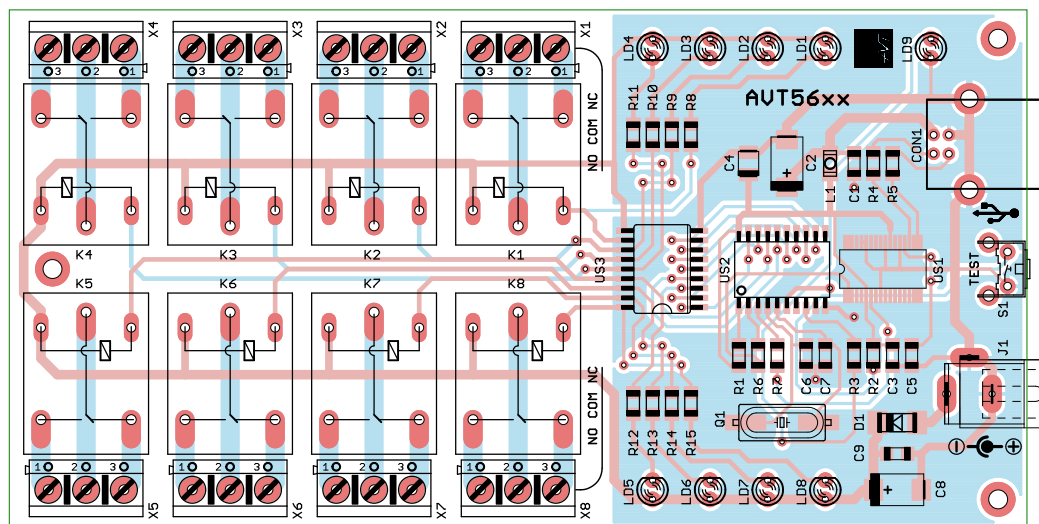 X4 X3 X2 X1
LD4 LD3 LD2 LD1 LD9
3 2 1 3 2 1 3 2 1 3 2 1
R11 R10 R9 R8
AVT56xx
NO COM NC
C4 C2 L1 C1 R4 R5 CON1
K4 K3 K2 K1
US3 US2 US1 TEST S1
K5 K6 K7 K8
J1
R1 R6 R7 C6 C7 R3 R2 C3 C5
NO COM NC
R12 R13 R14 R15 Q1 D1
C9
1 2 3 1 2 3 1 2 3 1 2 3
LD5 LD6 LD7 LD8 C8
X5 X6 X7 X8